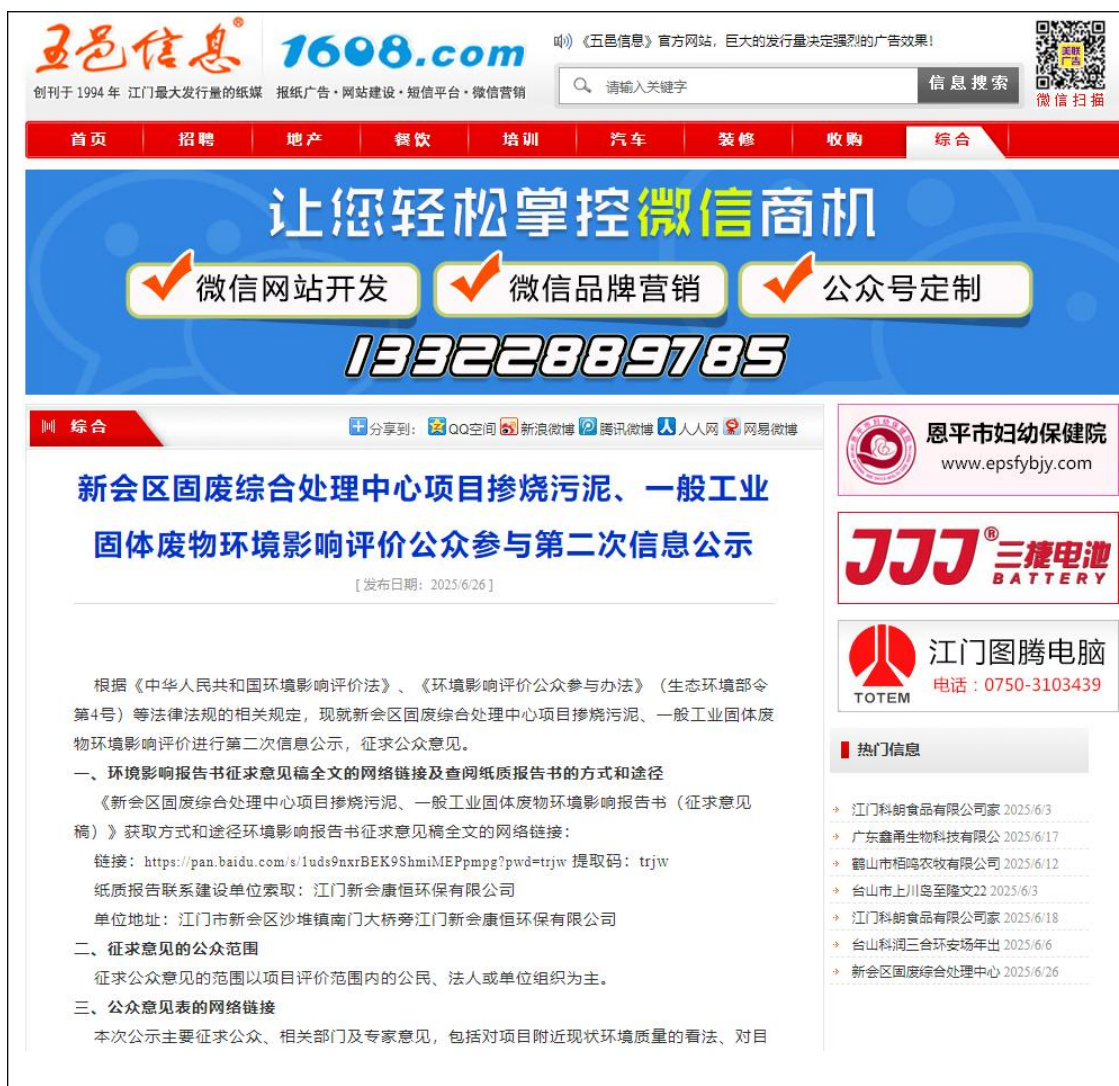 五邑信息®
1608.com
《五邑信息》官方网站，巨大的发行量决定强烈的广告效果！
创刊于 1994 年 江门最大发行量的纸媒
报纸广告·网站建设·短信平台·微信营销
请输入关键字
信息搜索
美联
广告
微信扫描
首页 招聘 地产 餐饮 培训 汽车 装修 收购 综合
让您轻松掌控微信商机
微信网站开发 微信品牌营销 公众号定制
13322889785
综合
分享到： QQ空间 新浪微博 腾讯微博 人人网 网易微博
新会区固废综合处理中心项目掺烧污泥、一般工业
固体废物环境影响评价公众参与第二次信息公示
[ 发布日期：2025/6/26 ]
根据《中华人民共和国环境影响评价法》、《环境影响评价公众参与办法》（生态环境部令
第4号）等法律法规的相关规定，现就新会区固废综合处理中心项目掺烧污泥、一般工业固体废
物环境影响评价进行第二次信息公示，征求公众意见。
一、环境影响报告书征求意见稿全文的网络链接及查阅纸质报告书的方式和途径
《新会区固废综合处理中心项目掺烧污泥、一般工业固体废物环境影响报告书（征求意见
稿）》获取方式和途径环境影响报告书征求意见稿全文的网络链接：
链接：https://pan.baidu.com/s/1uds9nxrBEK9ShmiMEPpmpg?pwd=trjw 提取码：trjw
纸质报告联系建设单位索取：江门新会康恒环保有限公司
单位地址：江门市新会区沙堆镇南门大桥旁江门新会康恒环保有限公司
二、征求意见的公众范围
征求公众意见的范围以项目评价范围内的公民、法人或单位组织为主。
三、公众意见表的网络链接
本次公示主要征求公众、相关部门及专家意见，包括对项目附近现状环境质量的看法、对目
恩平市妇幼保健院
www.epsfybjy.com
JJJ®三捷电池
BATTERY
江门图腾电脑
TOTEM
电话：0750-3103439
热门信息
江门科朗食品有限公司家 2025/6/3
广东鑫甬生物科技有限公 2025/6/17
鹤山市栢鸣农牧有限公司 2025/6/12
台山市上川岛至隆文22 2025/6/3
江门科朗食品有限公司家 2025/6/18
台山科润三合环安场年出 2025/6/6
新会区固废综合处理中心 2025/6/26